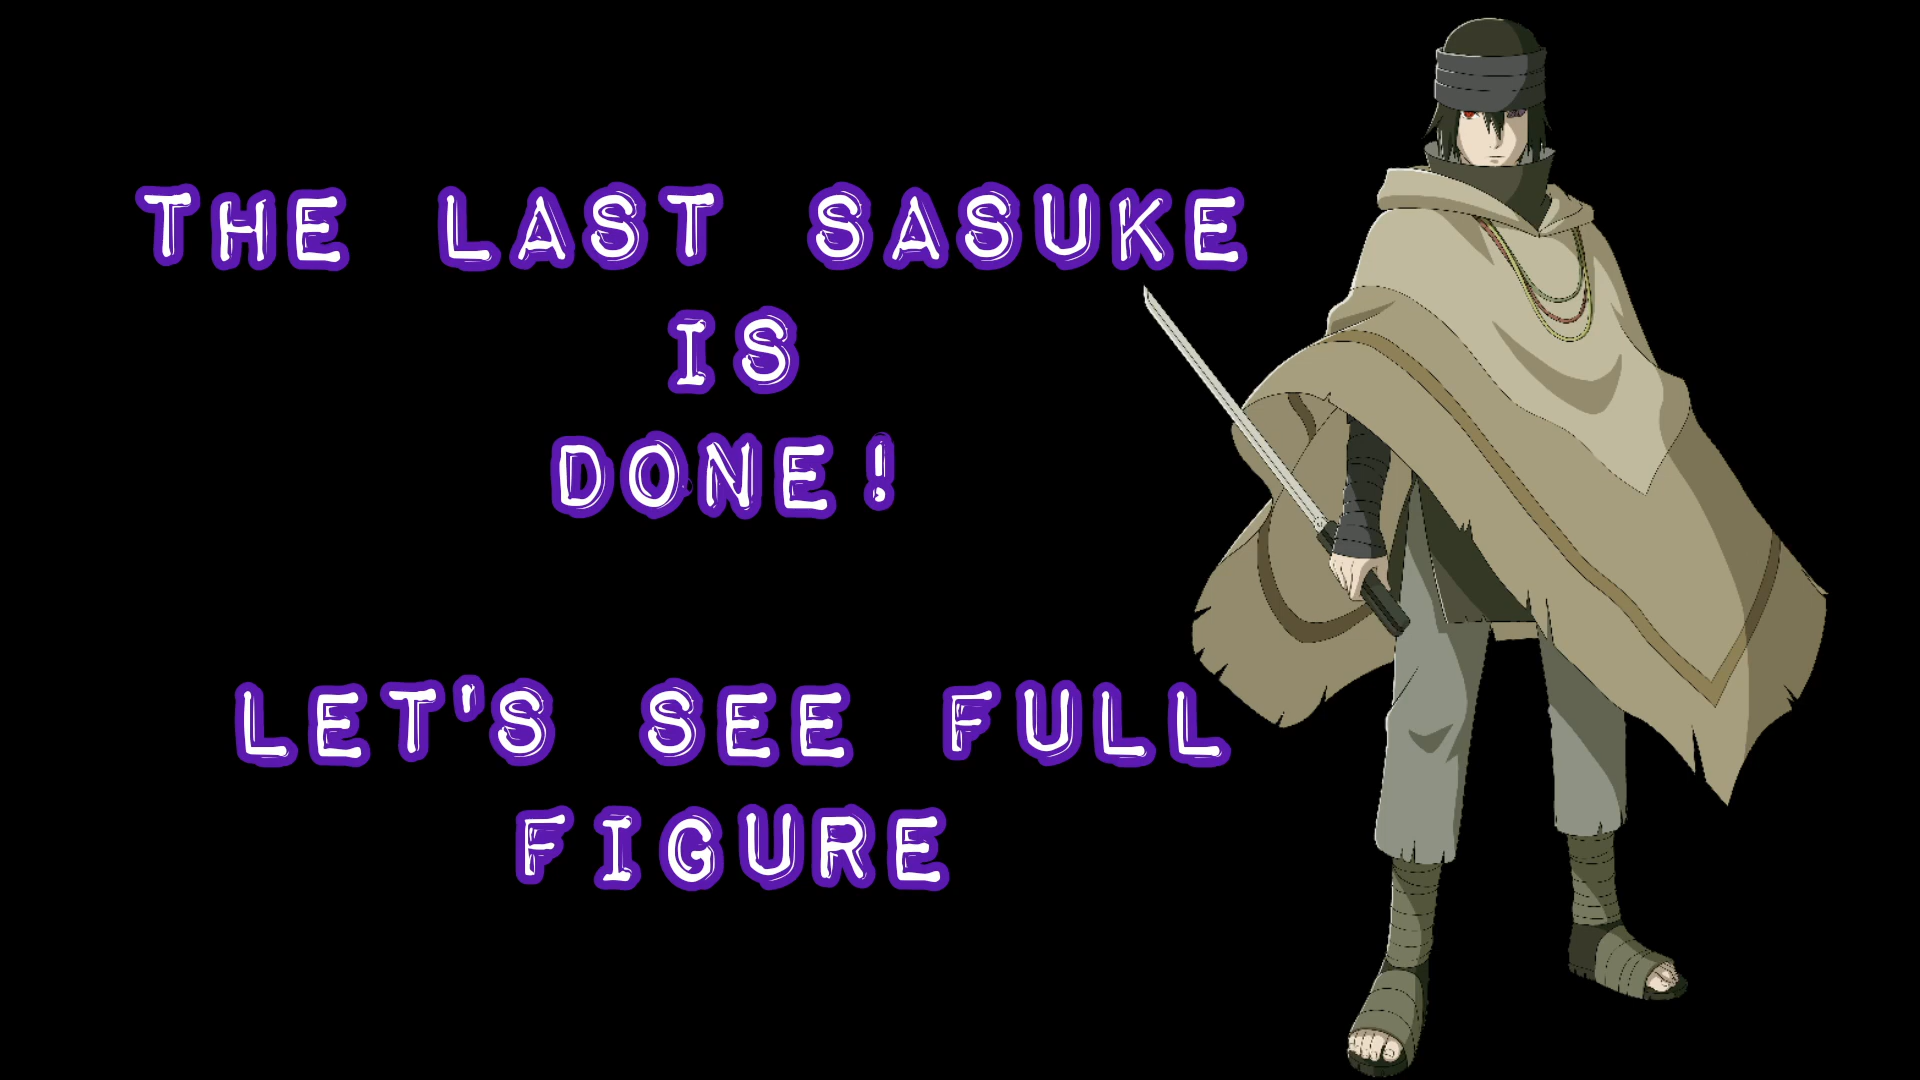 THE LAST SASUKE
IS
DONE!
LET'S SEE FULL
FIGURE